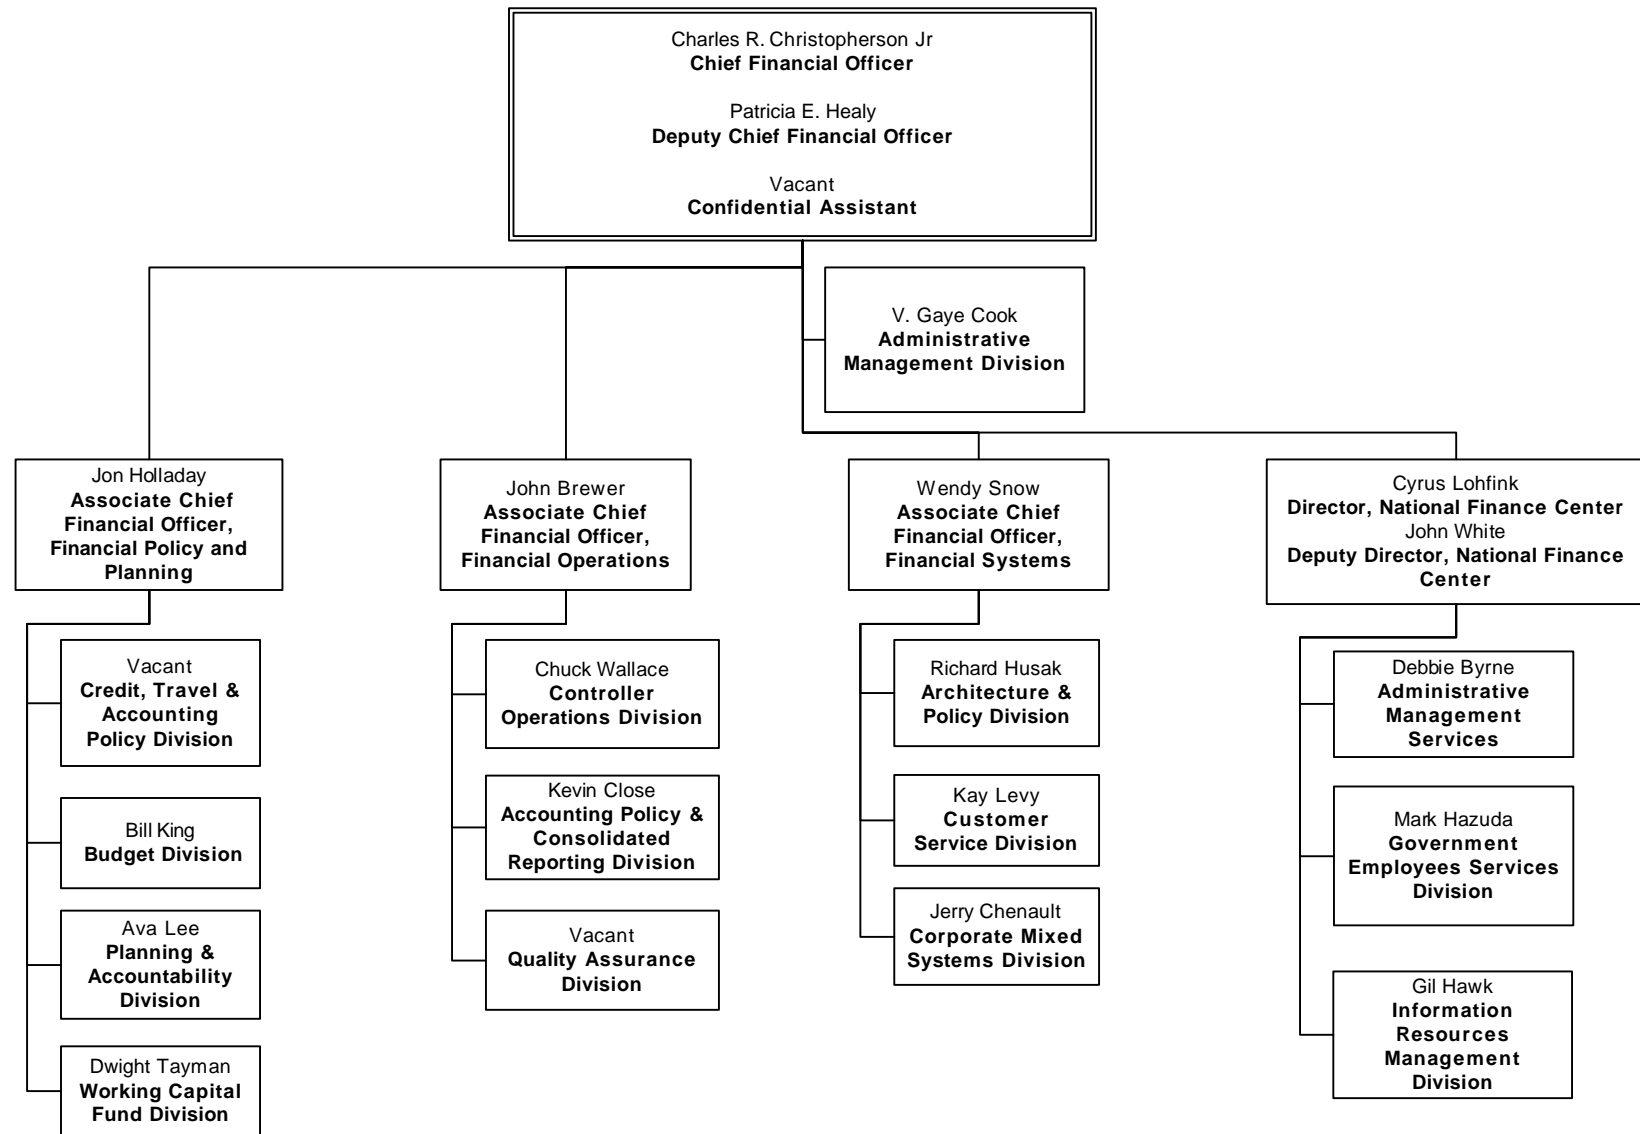 Charles R. Christopherson Jr
Chief Financial Officer
Patricia E. Healy
Deputy Chief Financial Officer
Vacant
Confidential Assistant
V. Gaye Cook
Administrative
Management Division
Jon Holladay
Associate Chief
Financial Officer,
Financial Policy and
Planning
John Brewer
Associate Chief
Financial Officer,
Financial Operations
Wendy Snow
Associate Chief
Financial Officer,
Financial Systems
Cyrus Lohfink
Director, National Finance Center
John White
Deputy Director, National Finance
Center
Vacant
Credit, Travel &
Accounting
Policy Division
Bill King
Budget Division
Ava Lee
Planning &
Accountability
Division
Dwight Tayman
Working Capital
Fund Division
Chuck Wallace
Controller
Operations Division
Kevin Close
Accounting Policy &
Consolidated
Reporting Division
Vacant
Quality Assurance
Division
Richard Husak
Architecture &
Policy Division
Kay Levy
Customer
Service Division
Jerry Chenault
Corporate Mixed
Systems Division
Debbie Byrne
Administrative
Management
Services
Mark Hazuda
Government
Employees Services
Division
Gil Hawk
Information
Resources
Management
Division